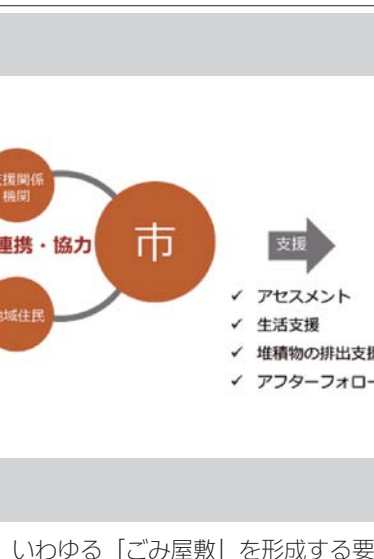 支援関係
機関
連携・協力
市
支援
地域住民
✓ アセスメント
✓ 生活支援
✓ 堆積物の排出支援
✓ アフターフォロー
いわゆる「ごみ屋敷」を形成する要